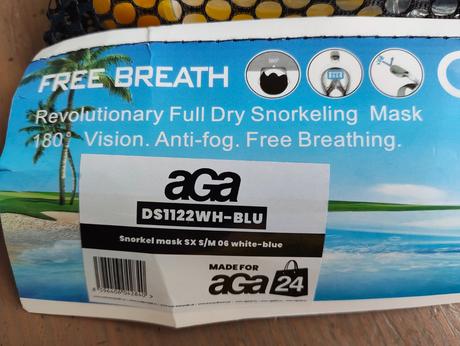 FREE BREATH
180°
Revolutionary Full Dry Snorkeling Mask
180° Vision. Anti-fog. Free Breathing.
aGa
DS1122WH-BLU
Snorkel mask SX S/M 06 white-blue
MADE FOR
aGa 24